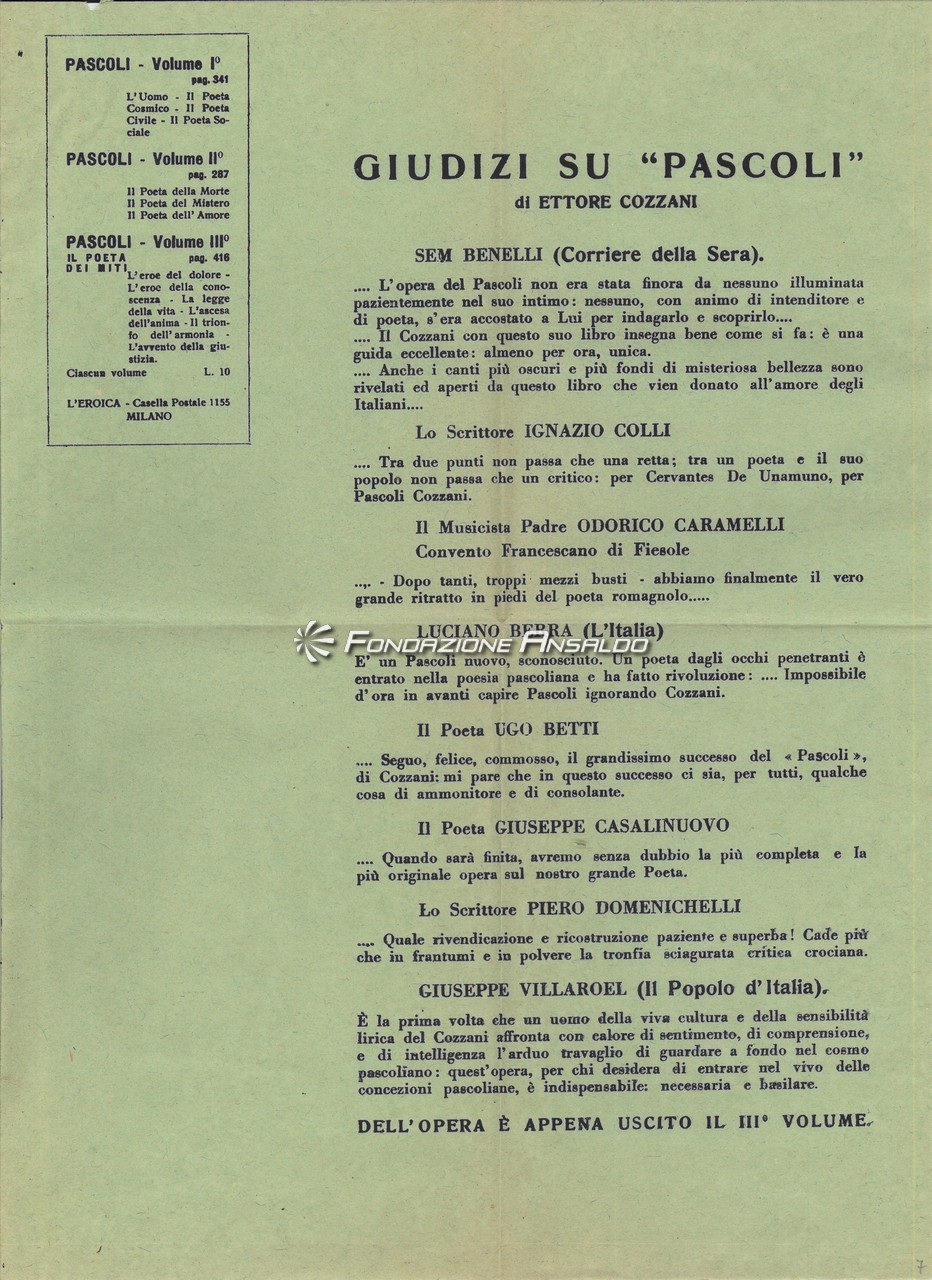 PASCOLI - Volume I°
pag. 341
L'Uomo - Il Poeta
Cosmico - Il Poeta
Civile - Il Poeta So-
ciale
PASCOLI - Volume II°
pag. 287
Il Poeta della Morte
Il Poeta del Mistero
Il Poeta dell'Amore
PASCOLI - Volume III°
IL POETA pag. 416
DEI MITI
L'eroe del dolore -
L'eroe della cono-
scenza - La legge
della vita - L'ascesa
dell'anima - Il trion-
fo dell'armonia -
L'avvento della giu-
stizia.
Ciascun volume L. 10
L'EROICA - Casella Postale 1155
MILANO
GIUDIZI SU “PASCOLI”
di ETTORE COZZANI
SEM BENELLI (Corriere della Sera).
.... L'opera del Pascoli non era stata finora da nessuno illuminata
pazientemente nel suo intimo: nessuno, con animo di intenditore e
di poeta, s'era accostato a Lui per indagarlo e scoprirlo....
.... Il Cozzani con questo suo libro insegna bene come si fa: è una
guida eccellente: almeno per ora, unica.
.... Anche i canti più oscuri e più fondi di misteriosa bellezza sono
rivelati ed aperti da questo libro che vien donato all'amore degli
Italiani....
Lo Scrittore IGNAZIO COLLI
.... Tra due punti non passa che una retta; tra un poeta e il suo
popolo non passa che un critico: per Cervantes De Unamuno, per
Pascoli Cozzani.
Il Musicista Padre ODORICO CARAMELLI
Convento Francescano di Fiesole
..,. - Dopo tanti, troppi mezzi busti - abbiamo finalmente il vero
grande ritratto in piedi del poeta romagnolo.....
LUCIANO BERRA (L'Italia)
FONDAZIONE ANSALDO
E' un Pascoli nuovo, sconosciuto. Un poeta dagli occhi penetranti è
entrato nella poesia pascoliana e ha fatto rivoluzione: .... Impossibile
d'ora in avanti capire Pascoli ignorando Cozzani.
Il Poeta UGO BETTI
.... Seguo, felice, commosso, il grandissimo successo del « Pascoli »,
di Cozzani: mi pare che in questo successo ci sia, per tutti, qualche
cosa di ammonitore e di consolante.
Il Poeta GIUSEPPE CASALINUOVO
.... Quando sarà finita, avremo senza dubbio la più completa e la
più originale opera sul nostro grande Poeta.
Lo Scrittore PIERO DOMENICHELLI
.... Quale rivendicazione e ricostruzione paziente e superba! Cade più
che in frantumi e in polvere la tronfia sciagurata critica crociana.
GIUSEPPE VILLAROEL (Il Popolo d'Italia).
È la prima volta che un uomo della viva cultura e della sensibilità
lirica del Cozzani affronta con calore di sentimento, di comprensione,
e di intelligenza l'arduo travaglio di guardare a fondo nel cosmo
pascoliano: quest'opera, per chi desidera di entrare nel vivo delle
concezioni pascoliane, è indispensabile: necessaria e basilare.
DELL'OPERA È APPENA USCITO IL III° VOLUME.
7